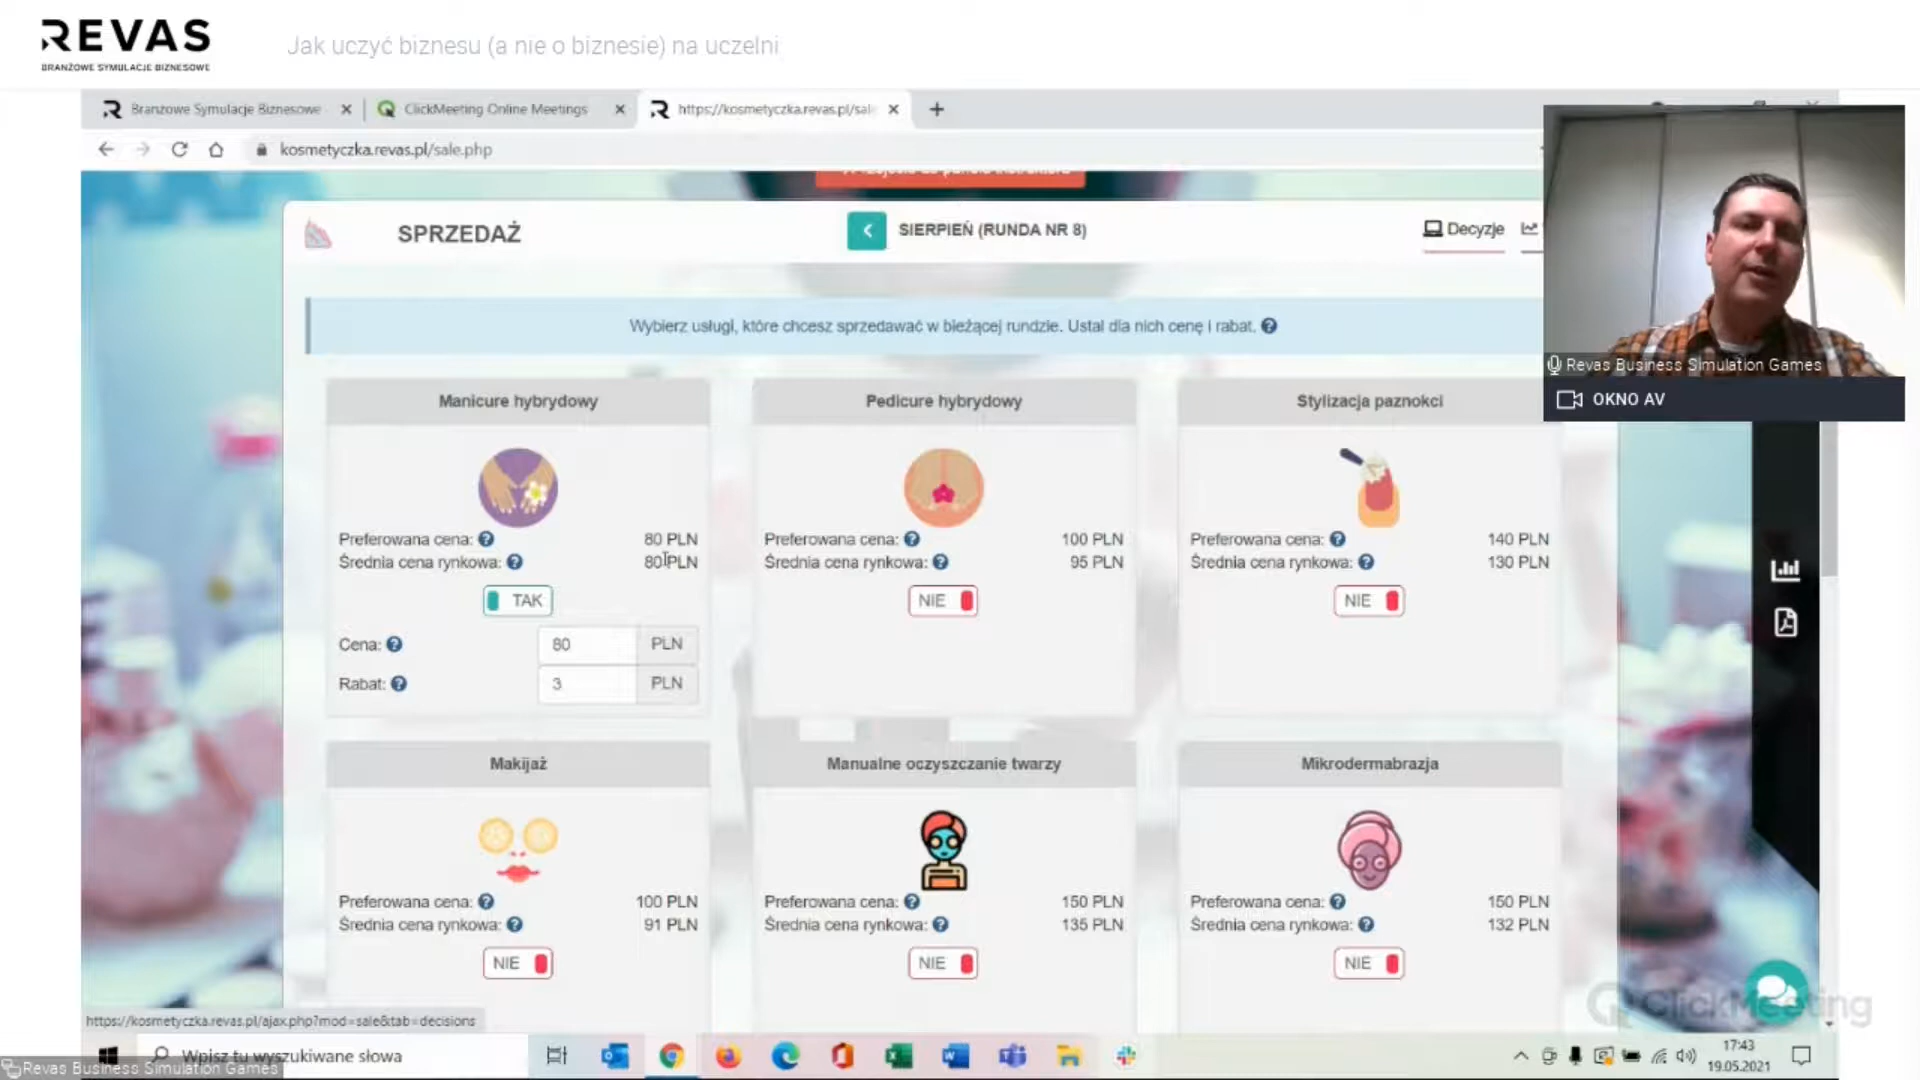 REVAS
BRANŻOWE SYMULACJE BIZNESOWE
Jak uczyć biznesu (a nie o biznesie) na uczelni
Branżowe Symulacje Biznesowe
ClickMeeting Online Meetings
https://kosmetyczka.revas.pl/sal
kosmetyczka.revas.pl/sale.php
SPRZEDAŻ
SIERPIEŃ (RUNDA NR 8)
Decyzje
Wybierz usługi, które chcesz sprzedawać w bieżącej rundzie. Ustal dla nich cenę i rabat.
Revas Business Simulation Games
OKNO AV
Manicure hybrydowy
Preferowana cena: 80 PLN
Średnia cena rynkowa: 80 PLN
TAK
Cena: 80 PLN
Rabat: 3 PLN
Pedicure hybrydowy
Preferowana cena: 100 PLN
Średnia cena rynkowa: 95 PLN
NIE
Stylizacja paznokci
Preferowana cena: 140 PLN
Średnia cena rynkowa: 130 PLN
NIE
Makijaż
Preferowana cena: 100 PLN
Średnia cena rynkowa: 91 PLN
NIE
Manualne oczyszczanie twarzy
Preferowana cena: 150 PLN
Średnia cena rynkowa: 135 PLN
NIE
Mikrodermabrazja
Preferowana cena: 150 PLN
Średnia cena rynkowa: 132 PLN
NIE
ClickMeeting
https://kosmetyczka.revas.pl/ajax.php?mod=sale&tab=decisions
Wpisz tu wyszukiwane słowa
Revas Business Simulation Games
17:43
19.05.2021